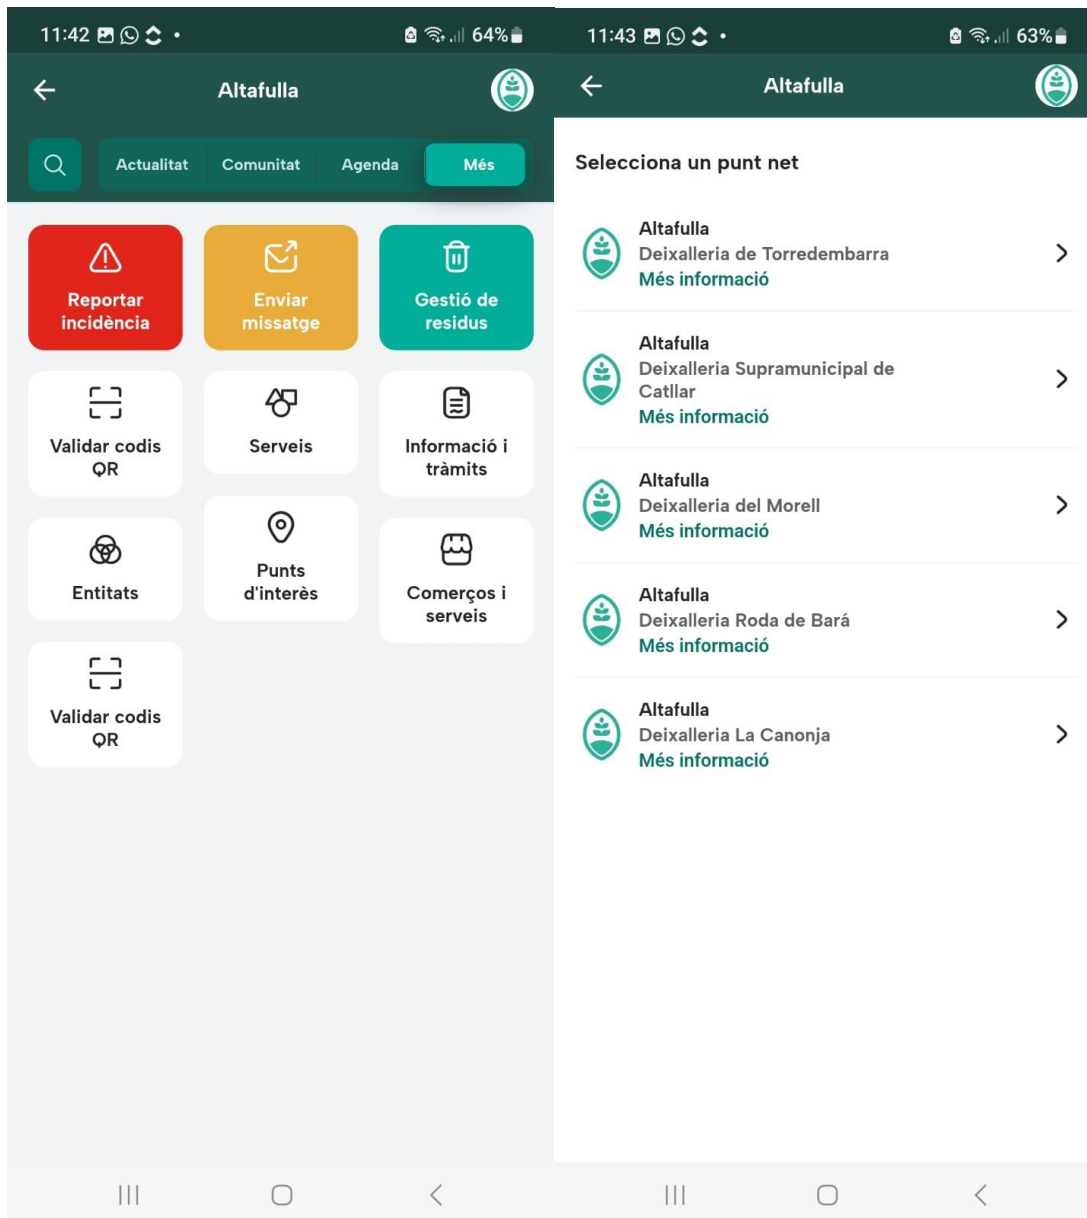 11:42
64%
Altafulla
Actualitat
Comunitat
Agenda
Més
Reportar
incidència
Enviar
missatge
Gestió de
residus
Validar codis
QR
Serveis
Informació i
tràmits
Entitats
Punts
d'interès
Comerços i
serveis
Validar codis
QR
11:43
63%
Altafulla
Selecciona un punt net
Altafulla
Deixalleria de Torredembarra
Més informació
Altafulla
Deixalleria Supramunicipal de
Catllar
Més informació
Altafulla
Deixalleria del Morell
Més informació
Altafulla
Deixalleria Roda de Bará
Més informació
Altafulla
Deixalleria La Canonja
Més informació